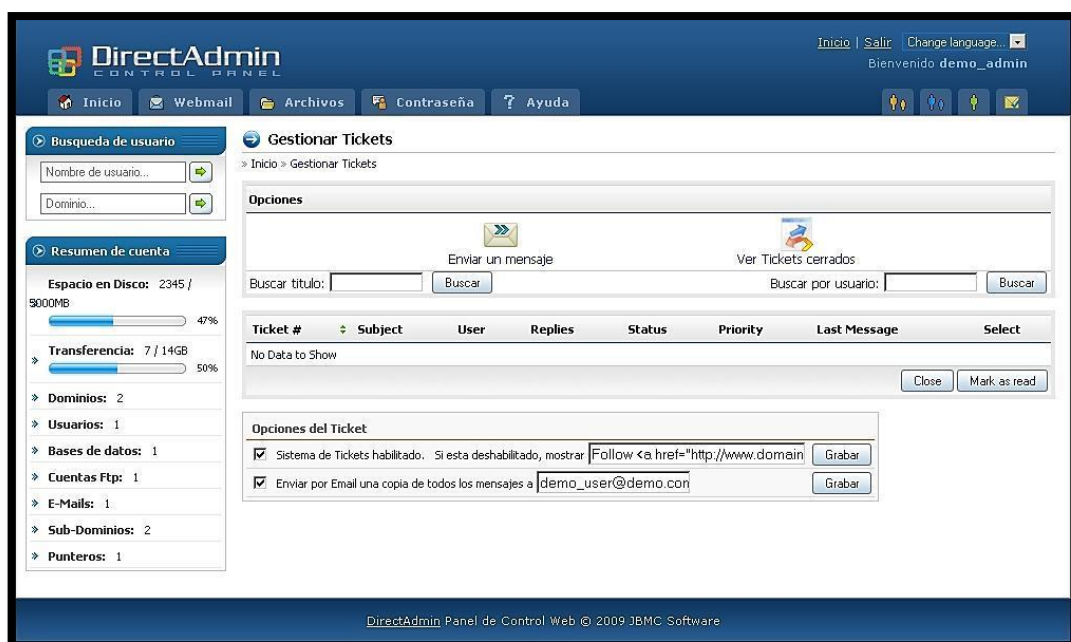 DirectAdmin
CONTROL PANEL
Inicio | Salir Change language...
Bienvenido demo_admin
Inicio Webmail Archivos Contraseña Ayuda
Busqueda de usuario
Nombre de usuario...
Dominio...
Resumen de cuenta
Espacio en Disco: 2345 /
5000MB
47%
Transferencia: 7 / 14GB
50%
Dominios: 2
Usuarios: 1
Bases de datos: 1
Cuentas Ftp: 1
E-Mails: 1
Sub-Dominios: 2
Punteros: 1
Gestionar Tickets
» Inicio » Gestionar Tickets
Opciones
Enviar un mensaje Ver Tickets cerrados
Buscar titulo: Buscar Buscar por usuario: Buscar
Ticket # Subject User Replies Status Priority Last Message Select
No Data to Show
Close Mark as read
Opciones del Ticket
Sistema de Tickets habilitado. Si esta deshabilitado, mostrar Follow <a href="http://www.domain Grabar
Enviar por Email una copia de todos los mensajes a demo_user@demo.con Grabar
DirectAdmin Panel de Control Web © 2009 JBMC Software